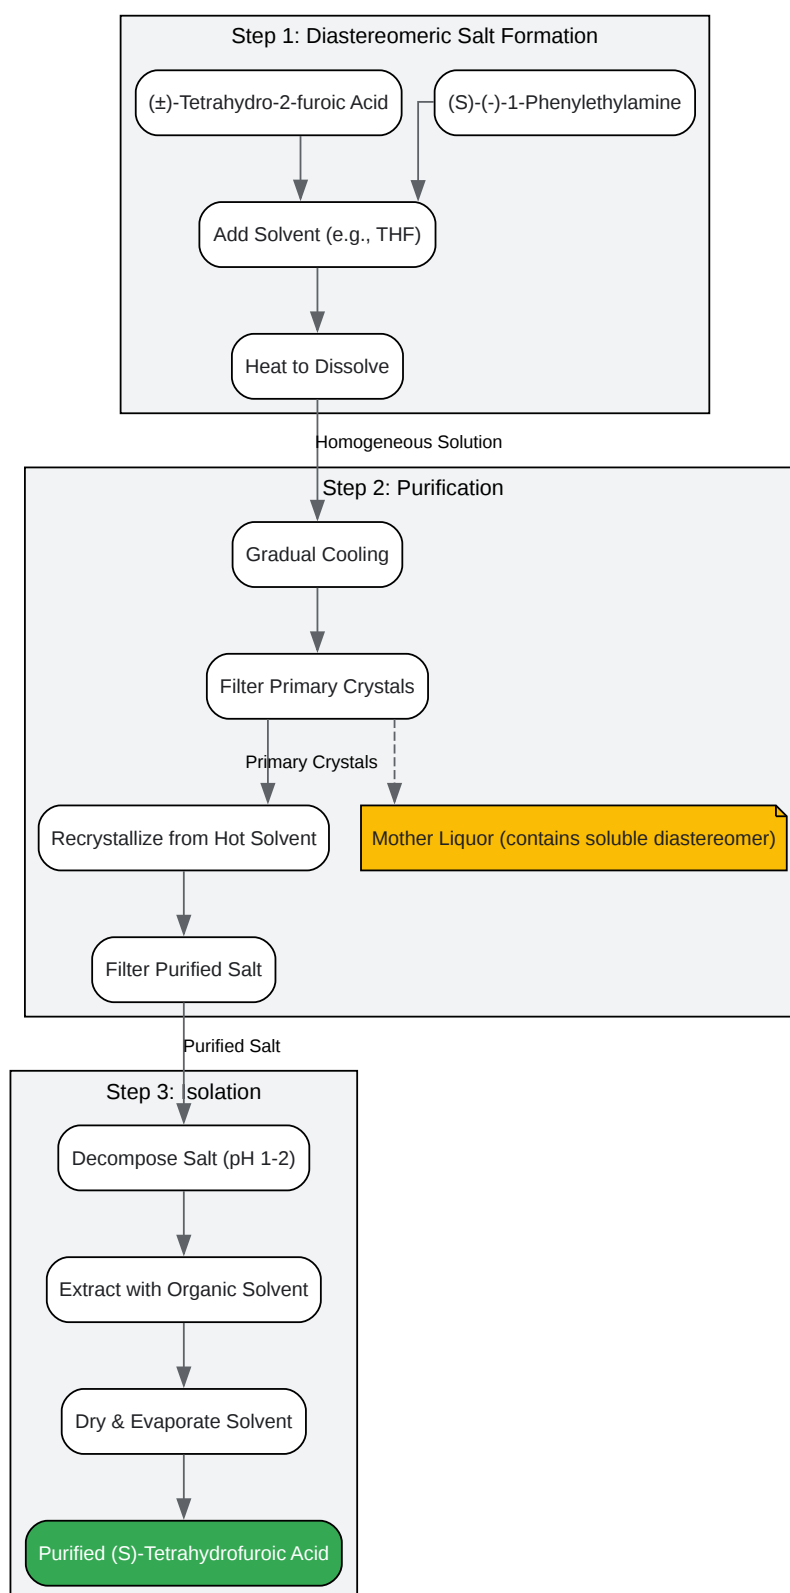 Step 1: Diastereomeric Salt Formation
(±)-Tetrahydro-2-furoic Acid
(S)-(-)-1-Phenylethylamine
Add Solvent (e.g., THF)
Heat to Dissolve
Homogeneous Solution
Step 2: Purification
Gradual Cooling
Filter Primary Crystals
Primary Crystals
Recrystallize from Hot Solvent
Mother Liquor (contains soluble diastereomer)
Filter Purified Salt
Purified Salt
Step 3: Isolation
Decompose Salt (pH 1-2)
Extract with Organic Solvent
Dry & Evaporate Solvent
Purified (S)-Tetrahydrofuroic Acid